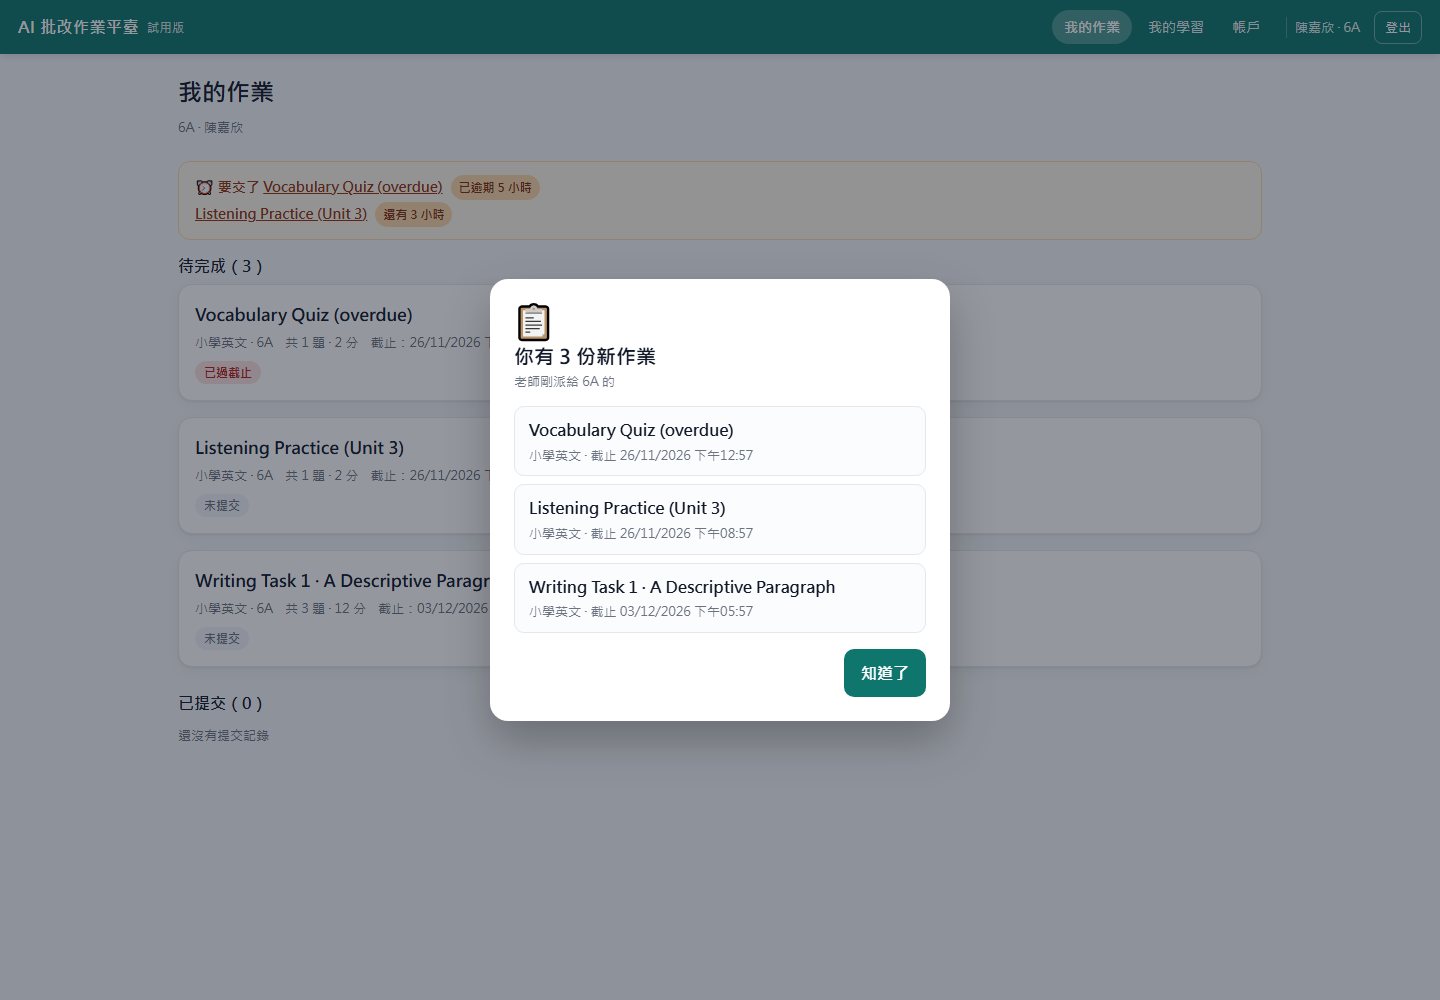 AI 批改作業平臺 試用版
我的作業 我的學習 帳戶 陳嘉欣 · 6A 登出
我的作業
6A · 陳嘉欣
要交了 Vocabulary Quiz (overdue) 已逾期 5 小時
Listening Practice (Unit 3) 還有 3 小時
待完成 ( 3 )
Vocabulary Quiz (overdue)
小學英文 · 6A 共 1 題 · 2 分 截止：26/11/2026
已過截止
Listening Practice (Unit 3)
小學英文 · 6A 共 1 題 · 2 分 截止：26/11/2026
未提交
Writing Task 1 · A Descriptive Paragr
小學英文 · 6A 共 3 題 · 12 分 截止：03/12/2026
未提交
已提交 ( 0 )
還沒有提交記錄
你有 3 份新作業
老師剛派給 6A 的
Vocabulary Quiz (overdue)
小學英文 · 截止 26/11/2026 下午12:57
Listening Practice (Unit 3)
小學英文 · 截止 26/11/2026 下午08:57
Writing Task 1 · A Descriptive Paragraph
小學英文 · 截止 03/12/2026 下午05:57
知道了